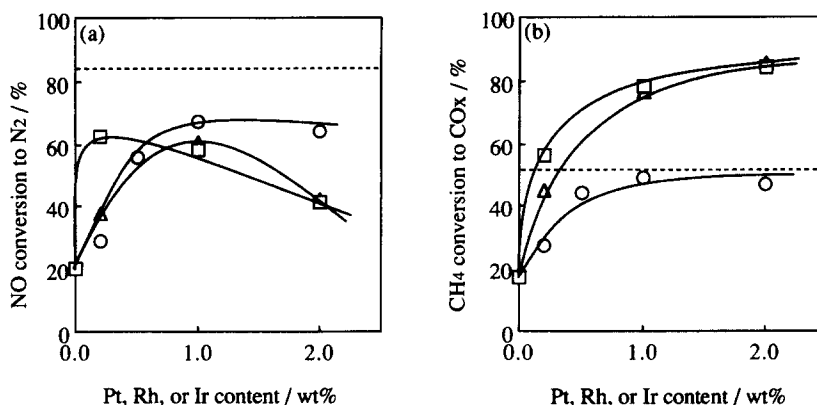 (a)
NO conversion to N2 / %
100
80
60
40
20
0
0.0 1.0 2.0
Pt, Rh, or Ir content / wt%
(b)
CH4 conversion to COx / %
100
80
60
40
20
0
0.0 1.0 2.0
Pt, Rh, or Ir content / wt%